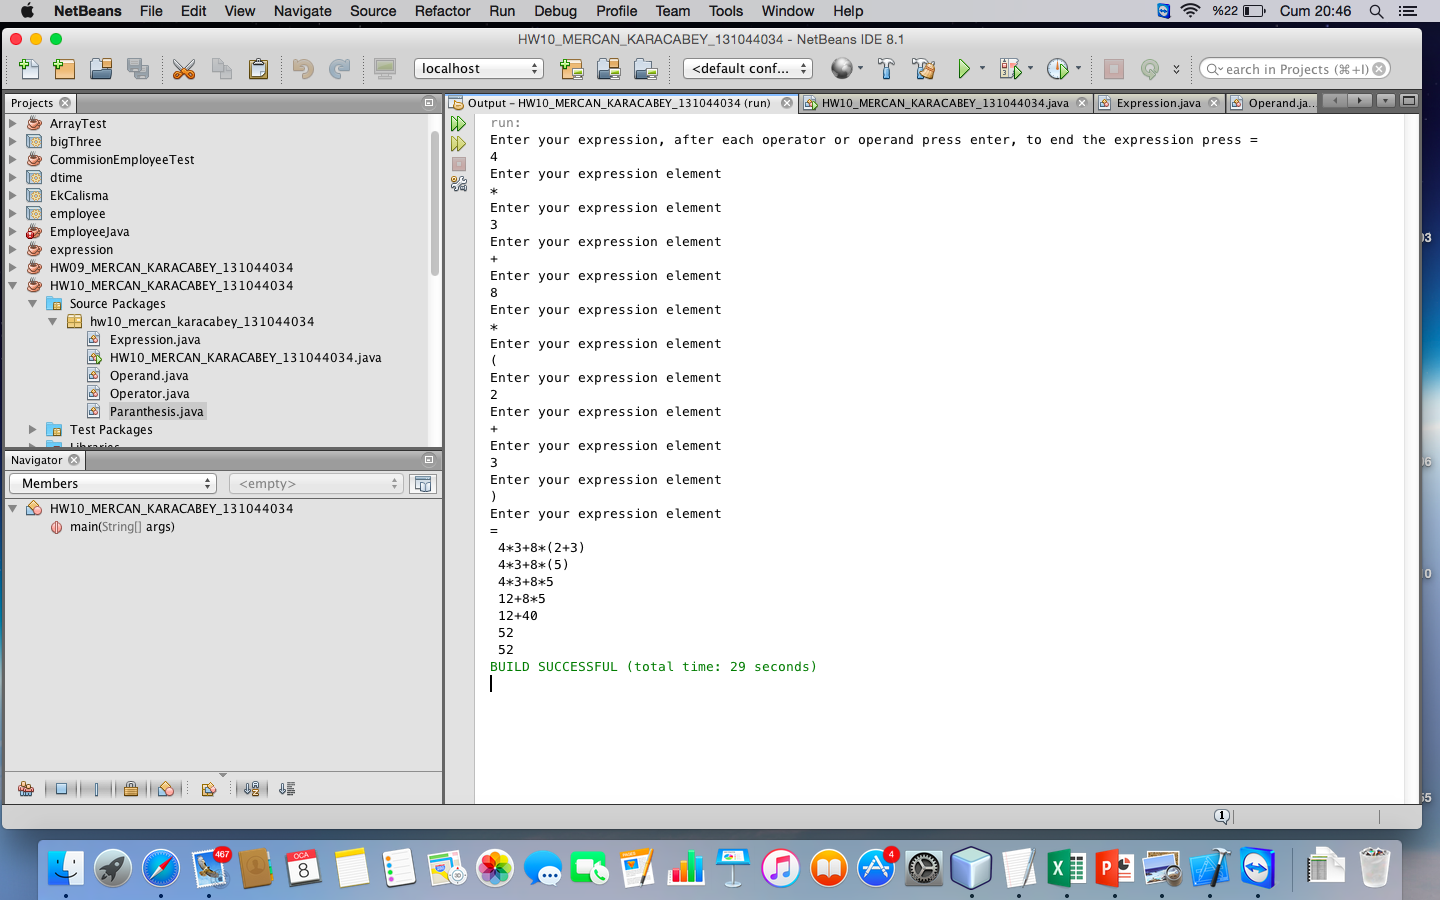 NetBeans File Edit View Navigate Source Refactor Run Debug Profile Team Tools Window Help %22 Cum 20:46
HW10_MERCAN_KARACABEY_131044034 - NetBeans IDE 8.1
localhost <default conf... earch in Projects (⌘+I)
Projects
ArrayTest
bigThree
CommisionEmployeeTest
dtime
EkCalisma
employee
EmployeeJava
expression
HW09_MERCAN_KARACABEY_131044034
HW10_MERCAN_KARACABEY_131044034
Source Packages
hw10_mercan_karacabey_131044034
Expression.java
HW10_MERCAN_KARACABEY_131044034.java
Operand.java
Operator.java
Paranthesis.java
Test Packages
Libraries
Navigator
Members <empty>
HW10_MERCAN_KARACABEY_131044034
main(String[] args)
Output – HW10_MERCAN_KARACABEY_131044034 (run) HW10_MERCAN_KARACABEY_131044034.java Expression.java Operand.ja...
run:
Enter your expression, after each operator or operand press enter, to end the expression press =
4
Enter your expression element
*
Enter your expression element
3
Enter your expression element
+
Enter your expression element
8
Enter your expression element
*
Enter your expression element
(
Enter your expression element
2
Enter your expression element
+
Enter your expression element
3
Enter your expression element
)
Enter your expression element
=
4*3+8*(2+3)
4*3+8*(5)
4*3+8*5
12+8*5
12+40
52
52
BUILD SUCCESSFUL (total time: 29 seconds)
1
467
OCA
8
4